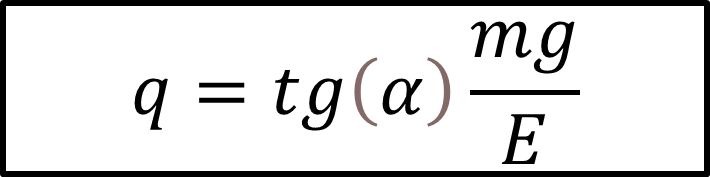 q = tg(α) mg/E